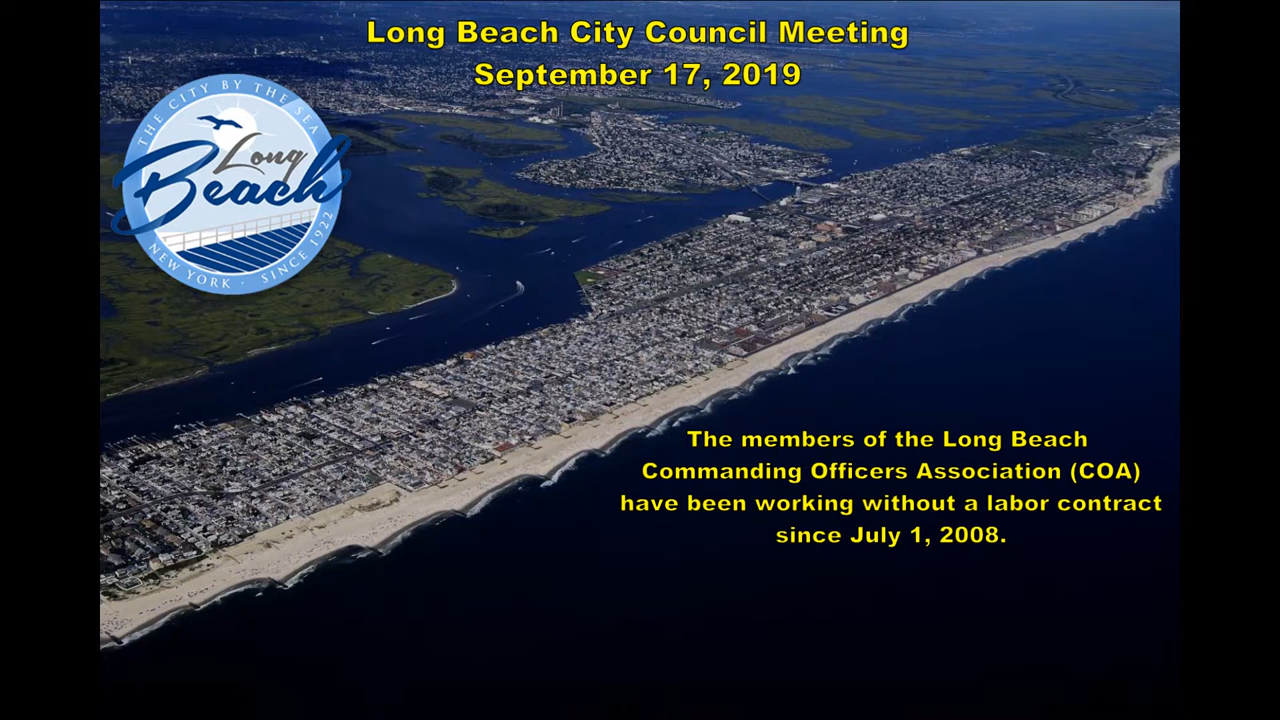 Long Beach City Council Meeting
September 17, 2019
THE CITY BY THE SEA
Long
Beach
NEW YORK · SINCE 1922
The members of the Long Beach
Commanding Officers Association (COA)
have been working without a labor contract
since July 1, 2008.